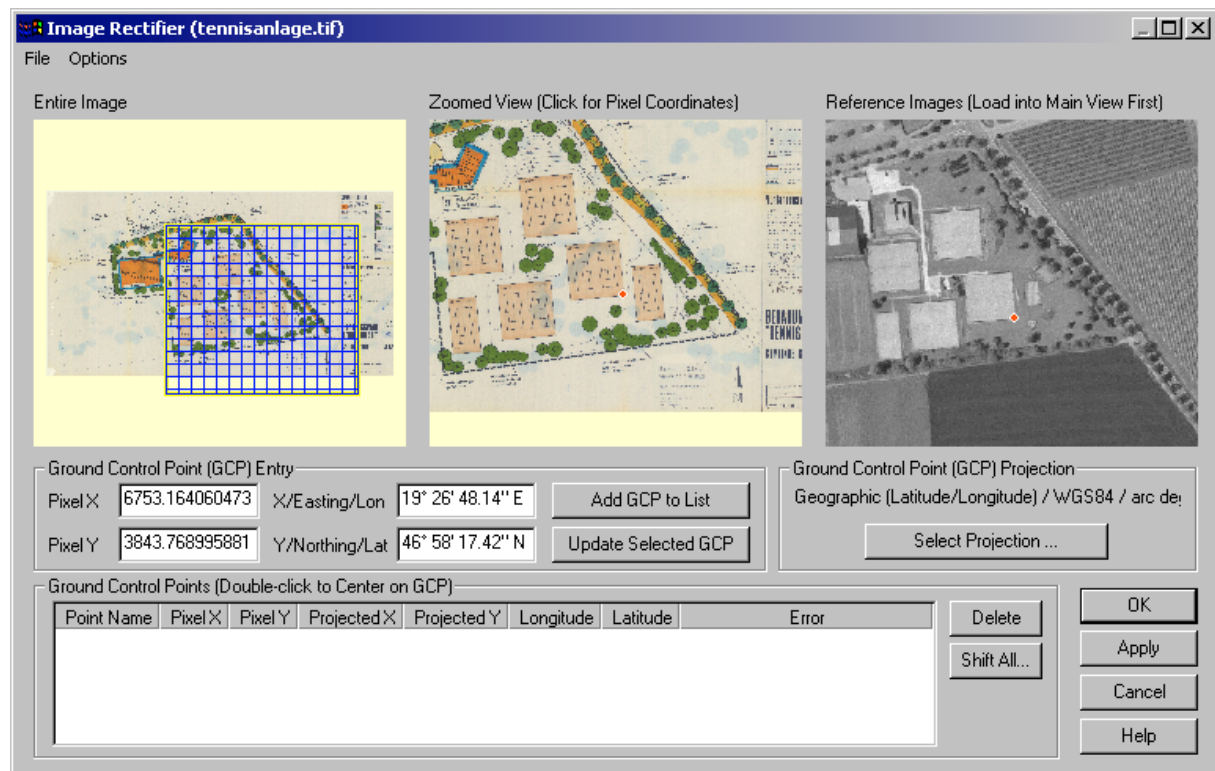 Image Rectifier (tennisanlage.tif)
File Options
Entire Image
Zoomed View (Click for Pixel Coordinates)
Reference Images (Load into Main View First)
Ground Control Point (GCP) Entry
Pixel X 6753.164060473 X/Easting/Lon 19° 26' 48.14'' E Add GCP to List
Pixel Y 3843.768995881 Y/Northing/Lat 46° 58' 17.42'' N Update Selected GCP
Ground Control Point (GCP) Projection
Geographic (Latitude/Longitude) / WGS84 / arc de
Select Projection ...
Ground Control Points (Double-click to Center on GCP)
Point Name Pixel X Pixel Y Projected X Projected Y Longitude Latitude Error
Delete
Shift All...
OK
Apply
Cancel
Help